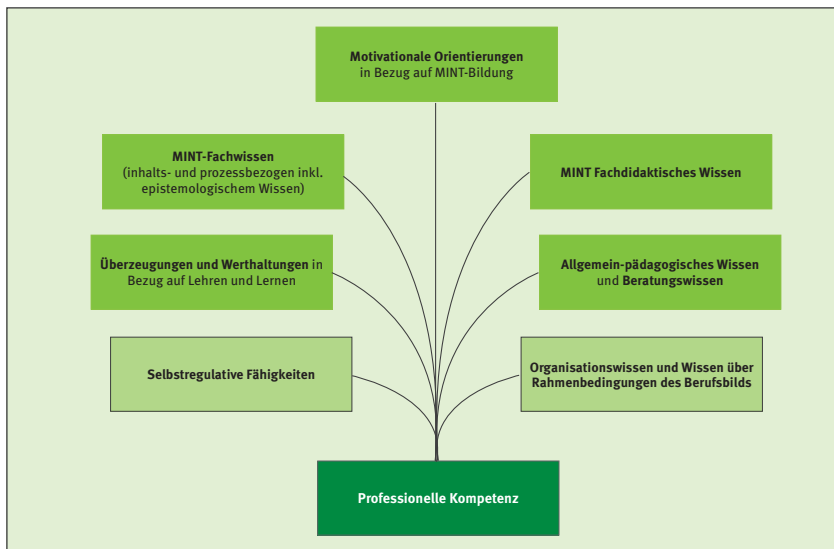 Motivationale Orientierungen
in Bezug auf MINT-Bildung
MINT-Fachwissen
(inhalts- und prozessbezogen inkl.
epistemologischem Wissen)
MINT Fachdidaktisches Wissen
Überzeugungen und Werthaltungen in
Bezug auf Lehren und Lernen
Allgemein-pädagogisches Wissen
und Beratungswissen
Selbstregulative Fähigkeiten
Organisationswissen und Wissen über
Rahmenbedingungen des Berufsbilds
Professionelle Kompetenz